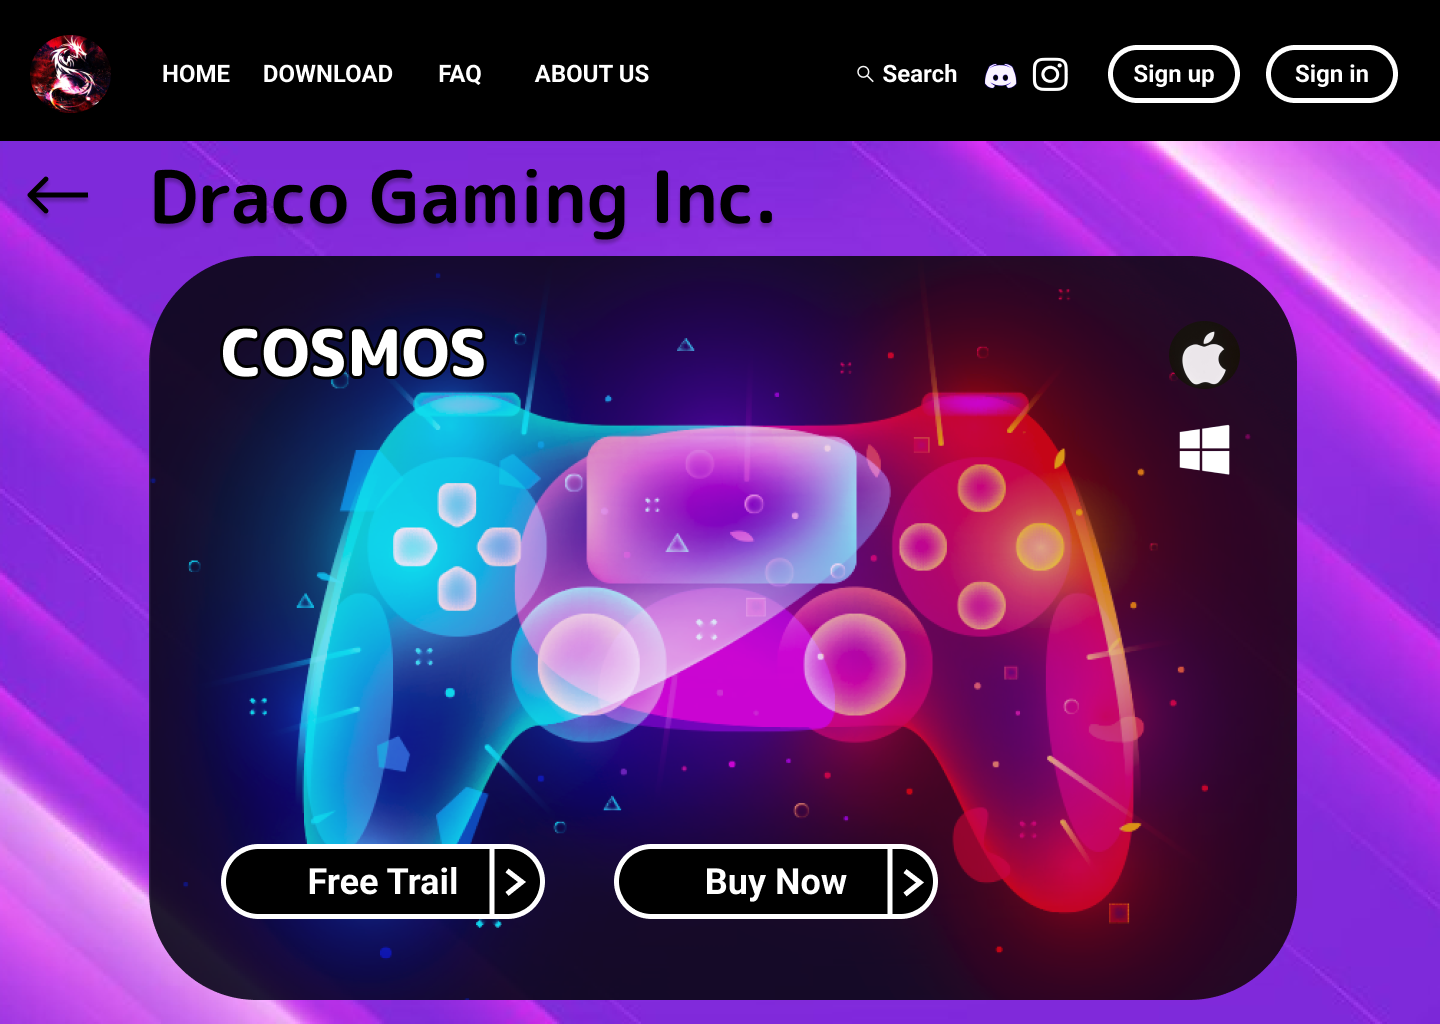 HOME DOWNLOAD FAQ ABOUT US Search Sign up Sign in
Draco Gaming Inc.
COSMOS
Free Trail Buy Now